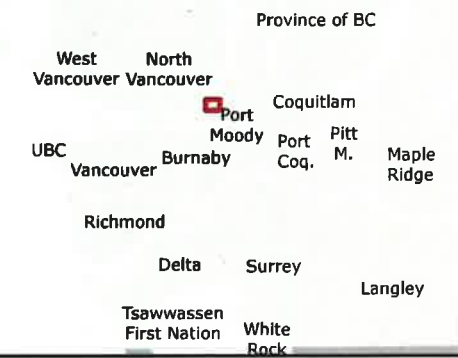 Province of BC
West
Vancouver
North
Vancouver
Port
Moody
Coquitlam
UBC
Vancouver
Burnaby
Port
Coq.
Pitt
M.
Maple
Ridge
Richmond
Delta
Surrey
Langley
Tsawwassen
First Nation
White
Rock